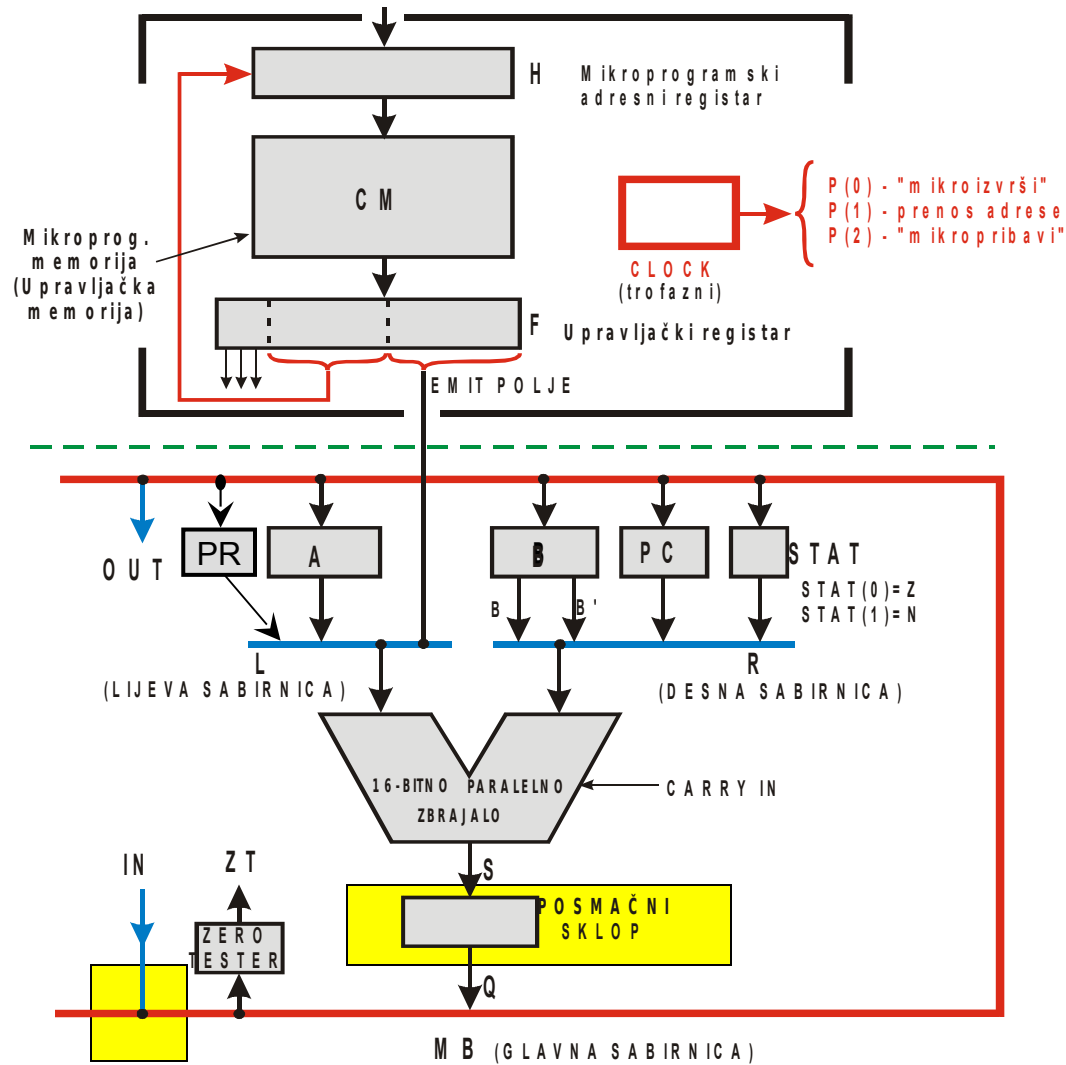 H
Mikroprogramski
adresni registar
CM
P(0) - "mikroizvrši"
P(1) - prenos adrese
P(2) - "mikropribavi"
Mikroprog.
memorija
(Upravljačka
memorija)
CLOCK
(trofazni)
F
Upravljački registar
EMIT POLJE
OUT
PR
A
B
PC
STAT
STAT(0)=Z
STAT(1)=N
B
B'
L
(LIJEVA SABIRNICA)
R
(DESNA SABIRNICA)
16-BITNO PARALELNO
ZBRAJALO
CARRY IN
S
IN
ZT
POSMAČNI
SKLOP
ZERO
TESTER
Q
MB (GLAVNA SABIRNICA)